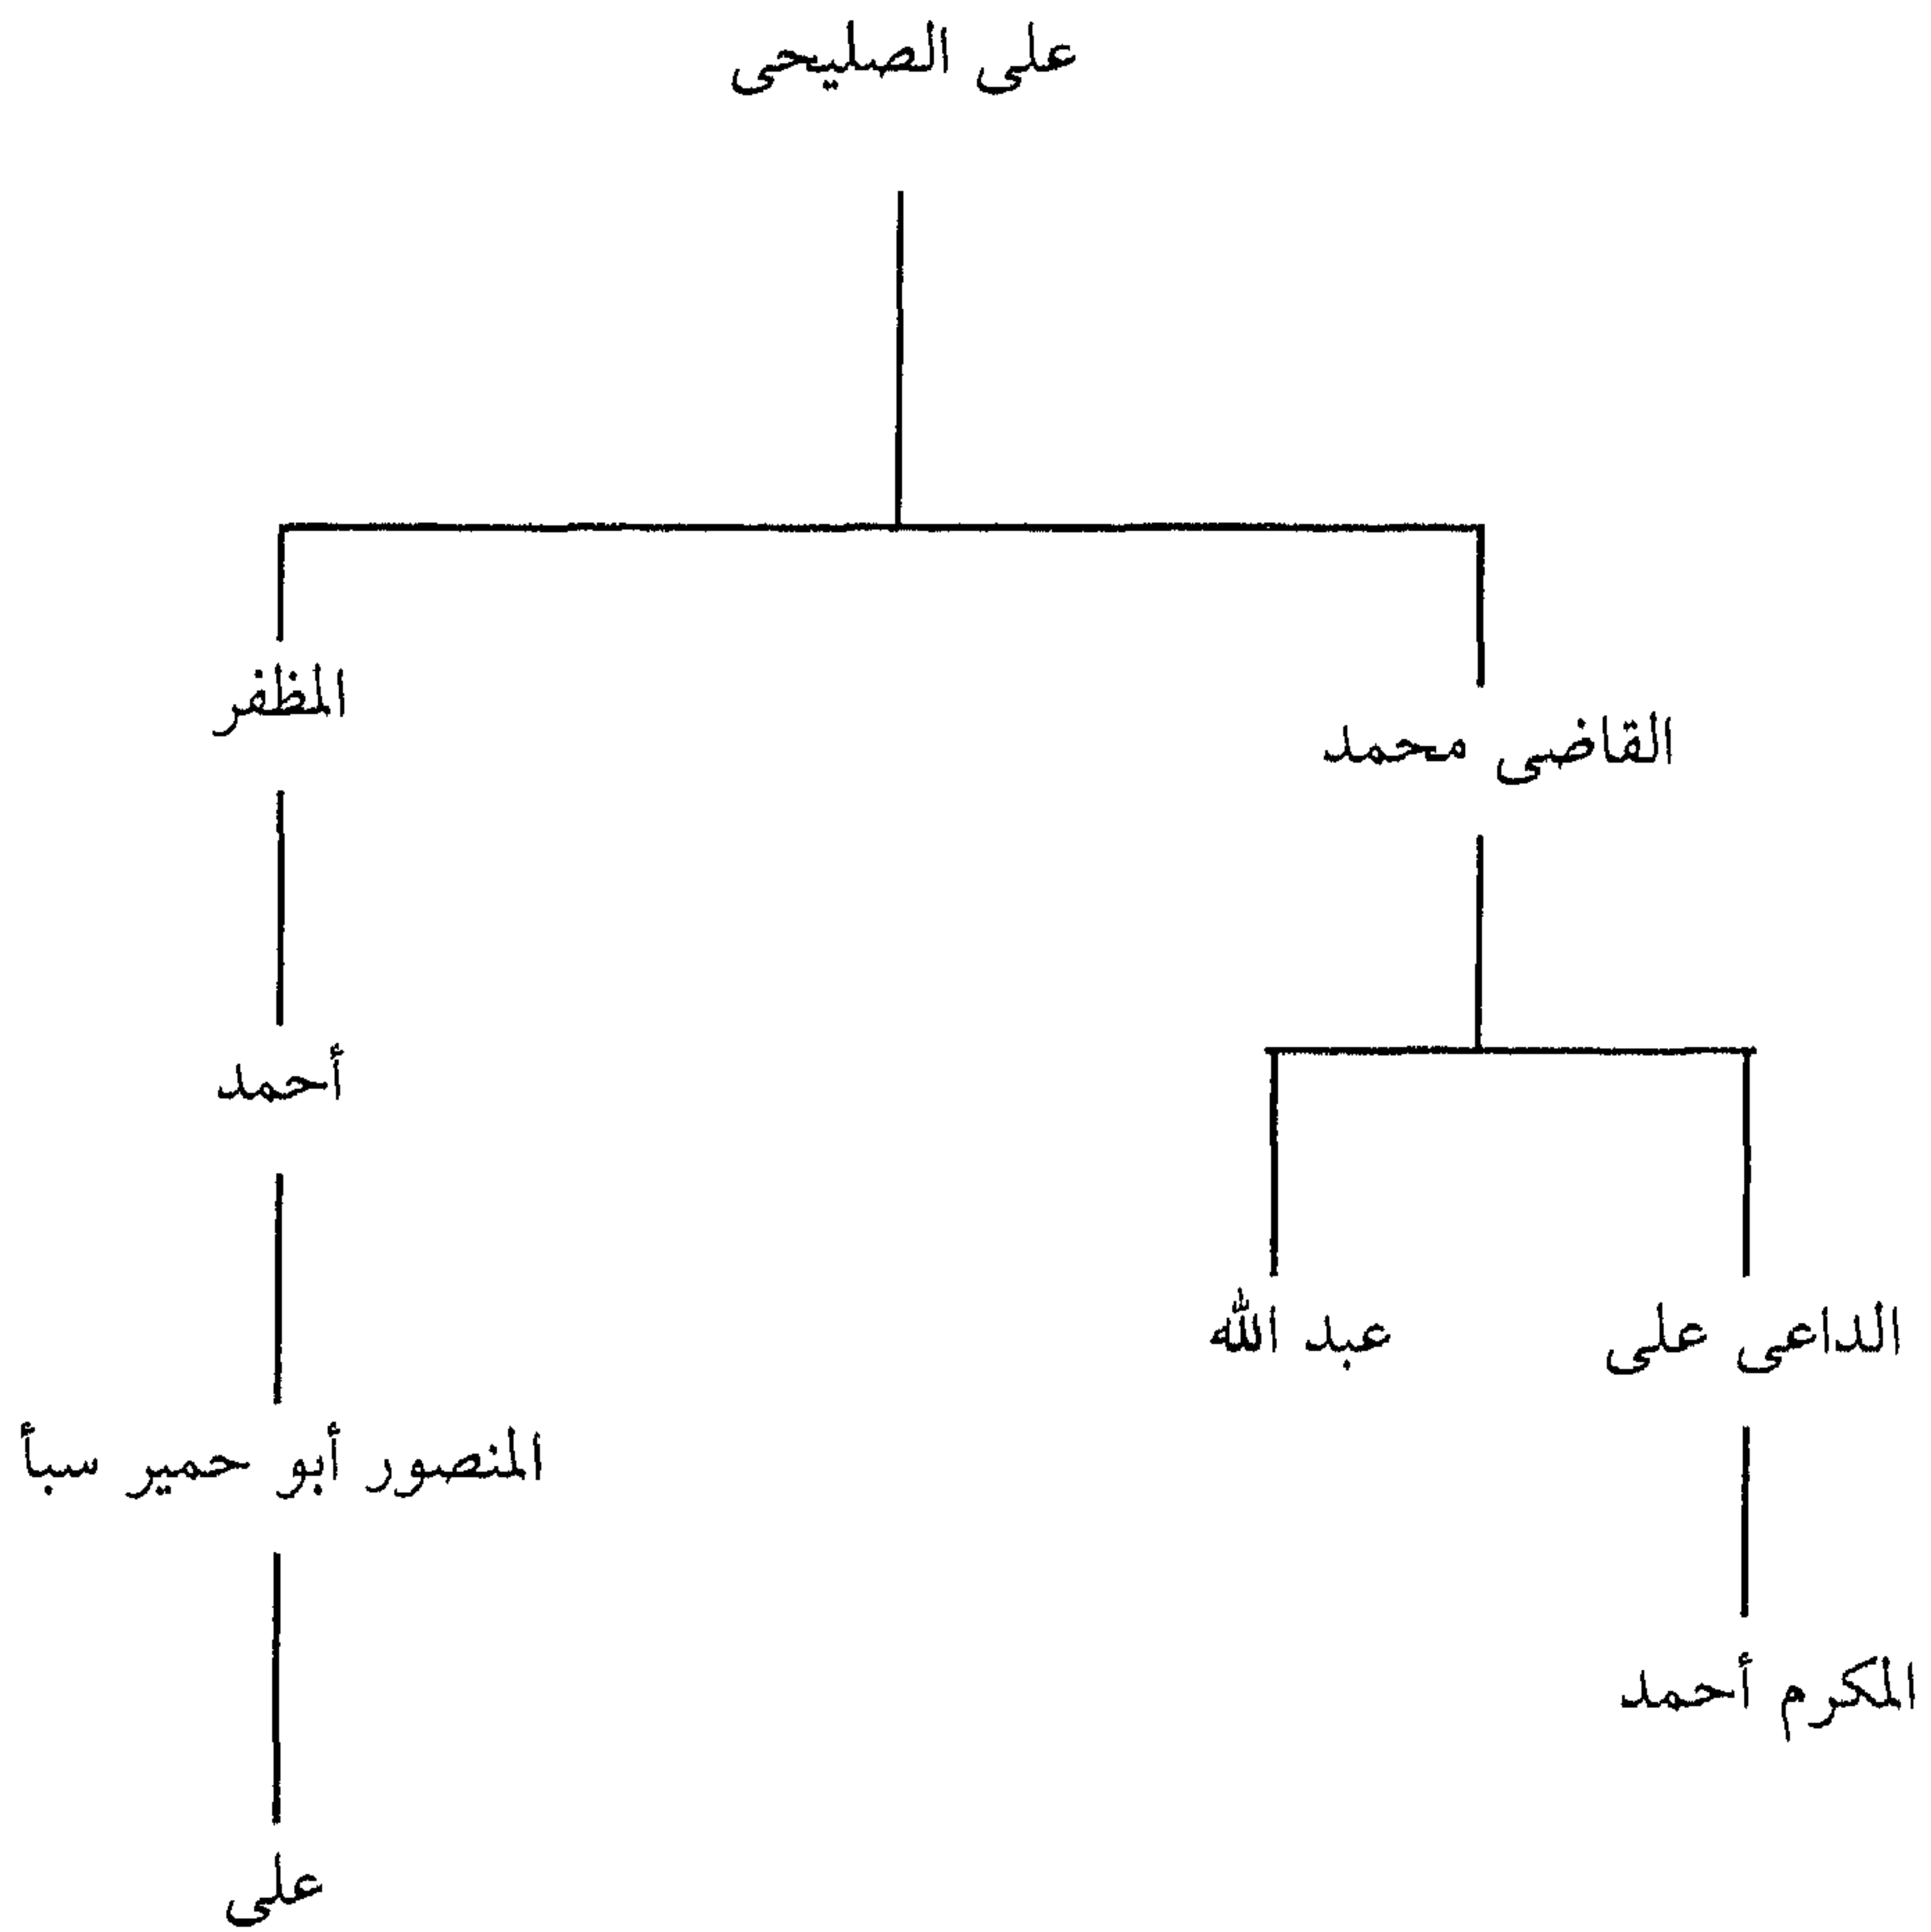 على الصليحى
المظفر
القاضى محمد
أحمد
عبد الله
الداعى على
المنصور أبو حمير سبأ
المكرم أحمد
على